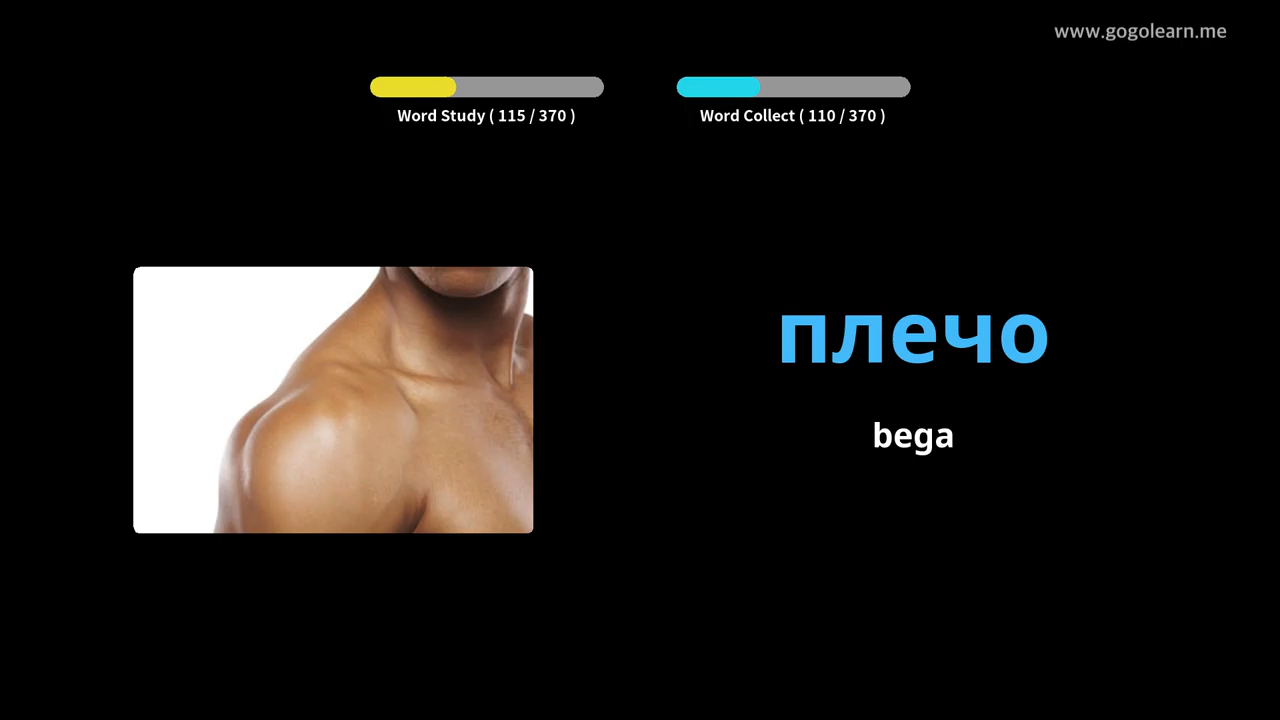 www.gogolearn.me
Word Study ( 115 / 370 )
Word Collect ( 110 / 370 )
плечо
bega